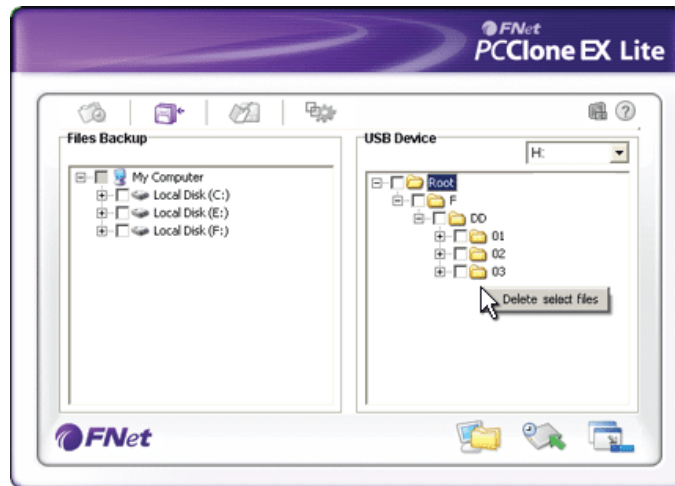 FNet
PCClone EX Lite
Files Backup
My Computer
Local Disk (C:)
Local Disk (E:)
Local Disk (F:)
USB Device
H:
Root
F
DD
01
02
03
Delete select files
FNet